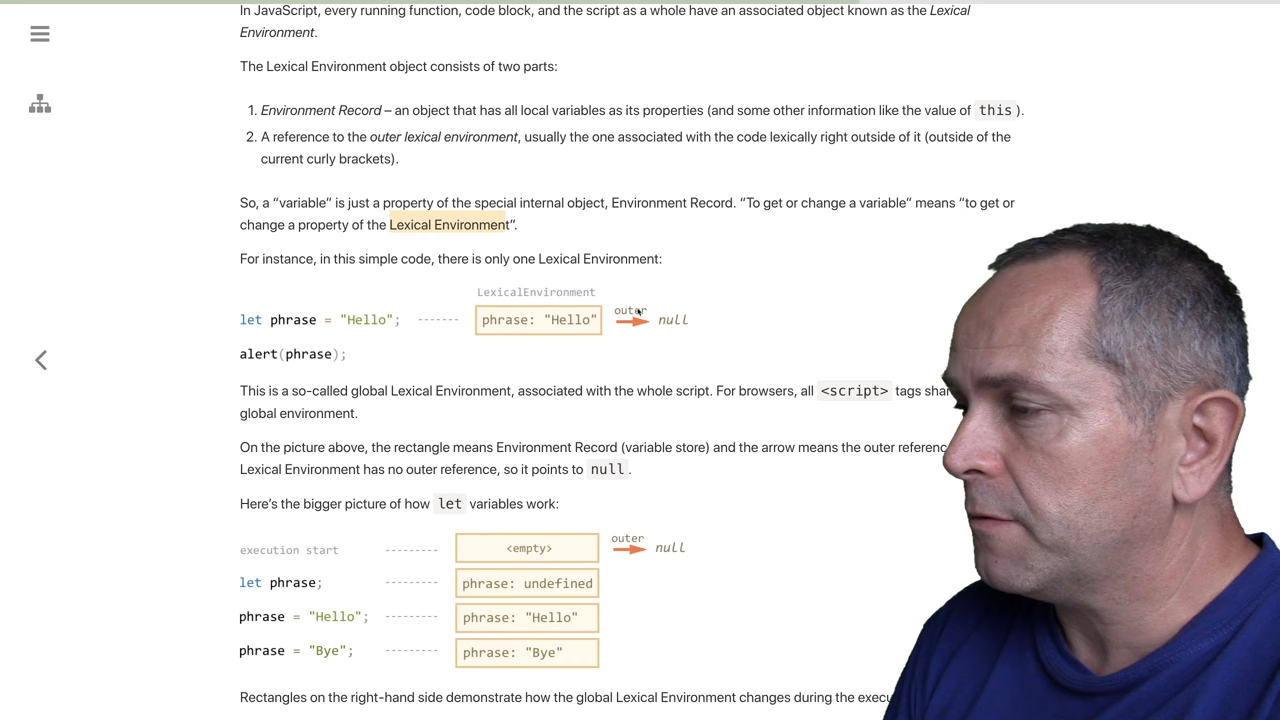 In JavaScript, every running function, code block, and the script as a whole have an associated object known as the Lexical
Environment.
The Lexical Environment object consists of two parts:
1. Environment Record – an object that has all local variables as its properties (and some other information like the value of this ).
2. A reference to the outer lexical environment, usually the one associated with the code lexically right outside of it (outside of the
current curly brackets).
So, a “variable” is just a property of the special internal object, Environment Record. “To get or change a variable” means “to get or
change a property of the Lexical Environment”.
For instance, in this simple code, there is only one Lexical Environment:
LexicalEnvironment
let phrase = "Hello"; ------- phrase: "Hello" outer null
alert(phrase);
This is a so-called global Lexical Environment, associated with the whole script. For browsers, all <script> tags
global environment.
On the picture above, the rectangle means Environment Record (variable store) and the arrow means the outer
Lexical Environment has no outer reference, so it points to null.
Here’s the bigger picture of how let variables work:
execution start --------- <empty> outer null
let phrase; --------- phrase: undefined
phrase = "Hello"; --------- phrase: "Hello"
phrase = "Bye"; --------- phrase: "Bye"
Rectangles on the right-hand side demonstrate how the global Lexical Environment changes during the